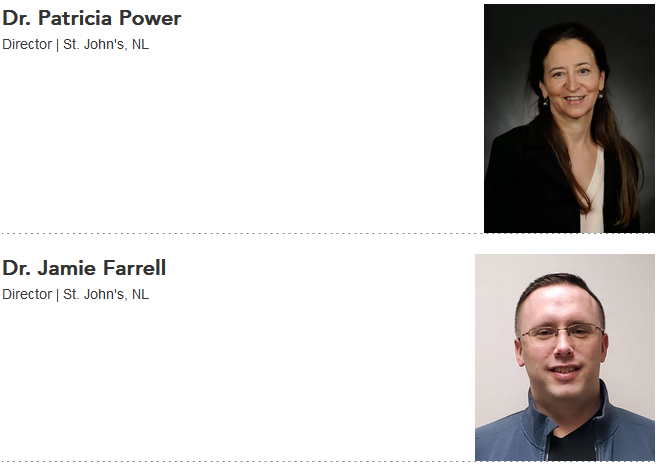 Dr. Patricia Power
Director | St. John's, NL
Dr. Jamie Farrell
Director | St. John's, NL